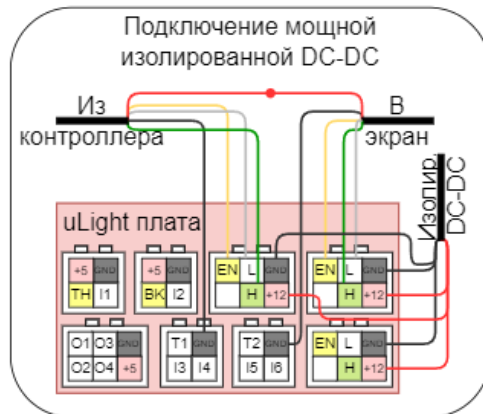 Подключение мощной
изолированной DC-DC
Из
контроллера
В
экран
Изолир.
DC-DC
uLight плата
+5 GND
TH I1
+5 GND
BK I2
EN L GND
H +12
EN L GND
H +12
O1 O3 GND
O2 O4 +5
T1 GND
I3 I4
T2 GND
I5 I6
EN L GND
H +12